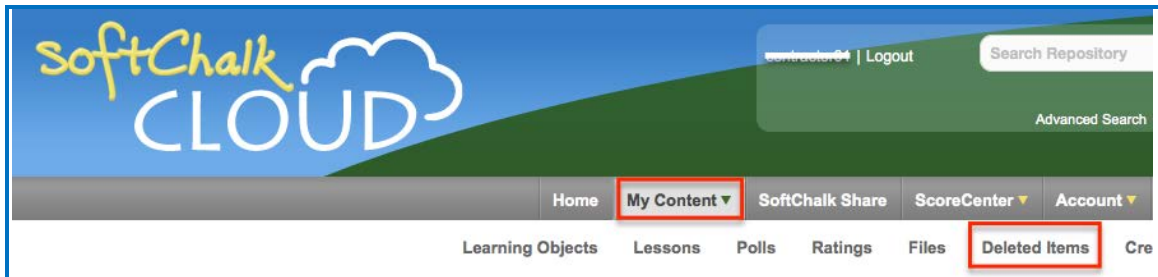 softChalk
CLOUD
| Logout
Search Repository
Advanced Search
Home My Content ▼ SoftChalk Share ScoreCenter ▼ Account ▼
Learning Objects Lessons Polls Ratings Files Deleted Items Cre